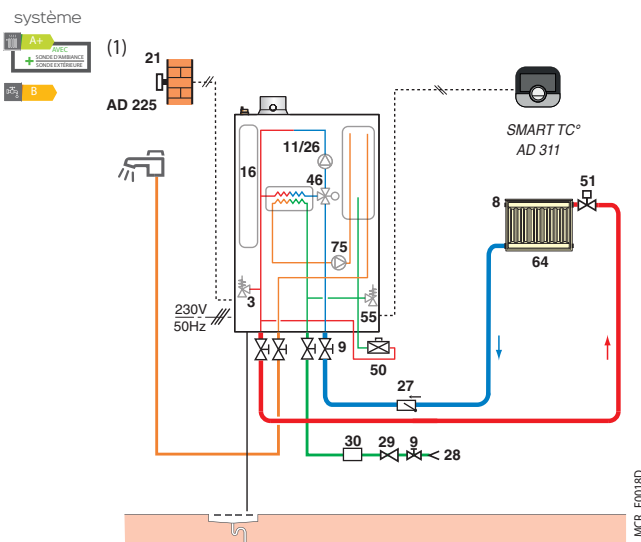 système
A+
AVEC
+ SONDE D'AMBIANCE
SONDE EXTÉRIEURE
B
(1)
21
AD 225
SMART TC°
AD 311
11/26
16
46
75
3
55
230V
50Hz
9
50
51
8
64
27
30
29
9
28
MCR_F0018D